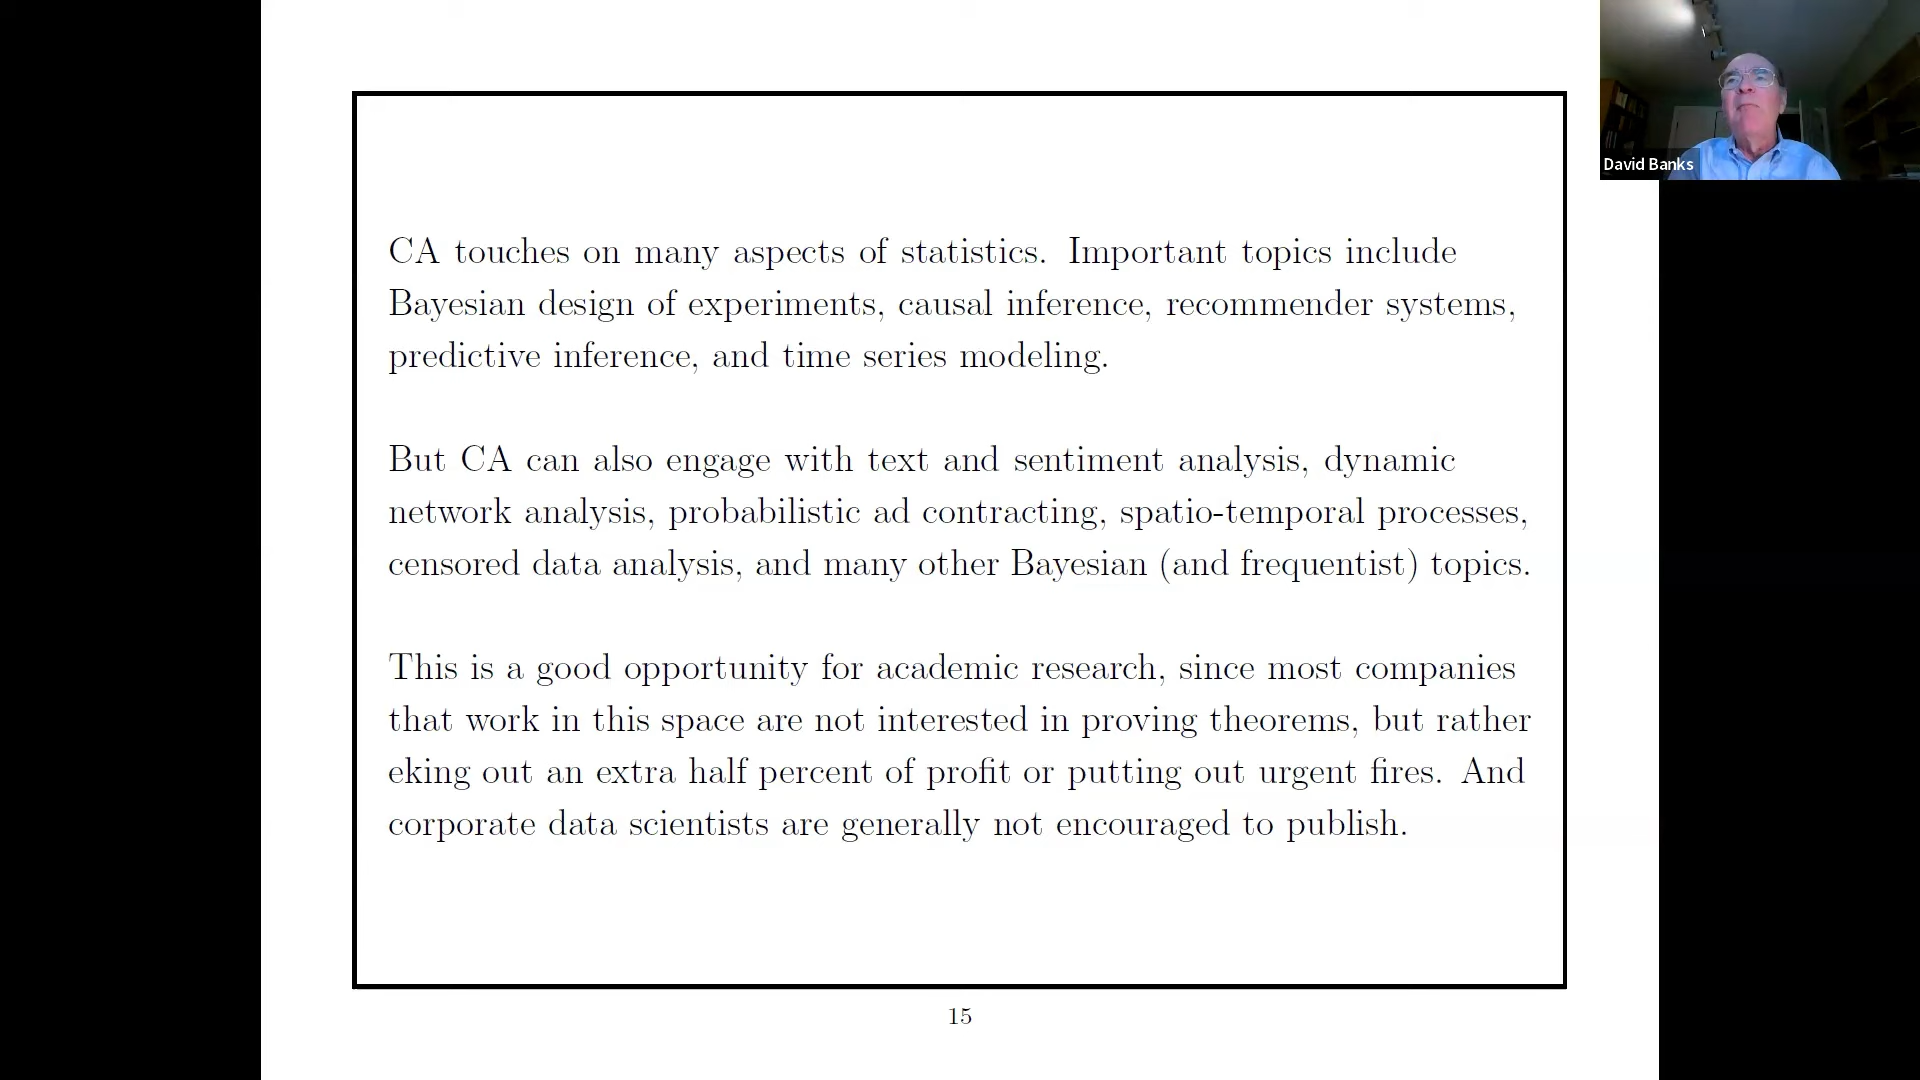 David Banks
CA touches on many aspects of statistics. Important topics include
Bayesian design of experiments, causal inference, recommender systems,
predictive inference, and time series modeling.
But CA can also engage with text and sentiment analysis, dynamic
network analysis, probabilistic ad contracting, spatio-temporal processes,
censored data analysis, and many other Bayesian (and frequentist) topics.
This is a good opportunity for academic research, since most companies
that work in this space are not interested in proving theorems, but rather
eking out an extra half percent of profit or putting out urgent fires. And
corporate data scientists are generally not encouraged to publish.
15